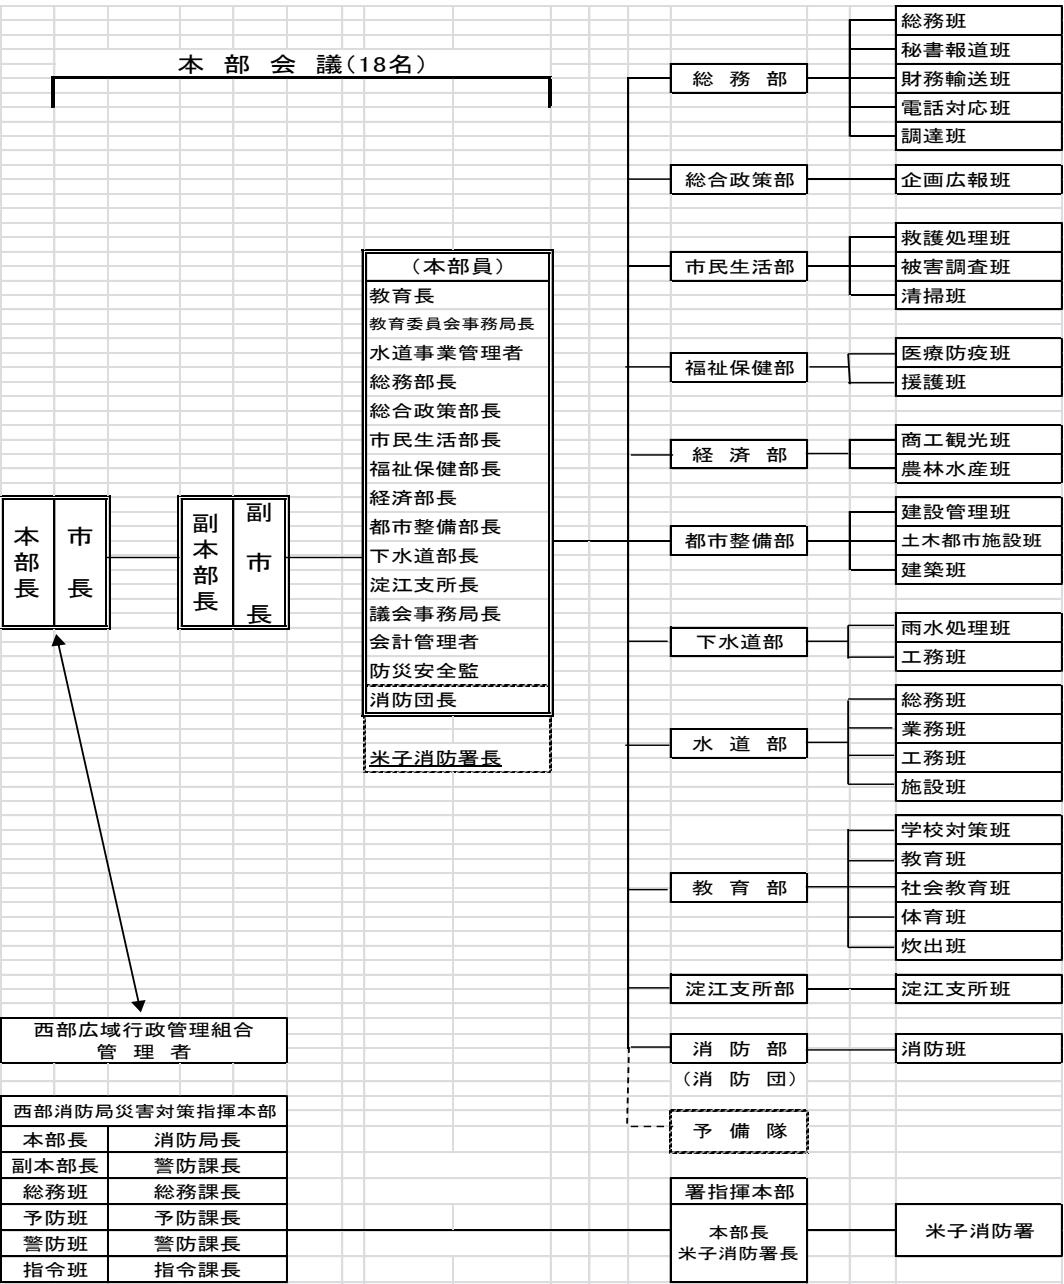 本部会議(18名)
本部長
市長
副本部長
副市長
（本部員）
教育長
教育委員会事務局長
水道事業管理者
総務部長
総合政策部長
市民生活部長
福祉保健部長
経済部長
都市整備部長
下水道部長
淀江支所長
議会事務局長
会計管理者
防災安全監
消防団長
米子消防署長
総務部
総務班
秘書報道班
財務輸送班
電話対応班
調達班
総合政策部
企画広報班
市民生活部
救護処理班
被害調査班
清掃班
福祉保健部
医療防疫班
援護班
経済部
商工観光班
農林水産班
都市整備部
建設管理班
土木都市施設班
建築班
下水道部
雨水処理班
工務班
水道部
総務班
業務班
工務班
施設班
教育部
学校対策班
教育班
社会教育班
体育班
炊出班
淀江支所部
淀江支所班
消防部
（消防団）
消防班
予備隊
西部広域行政管理組合
管理者
西部消防局災害対策指揮本部
本部長 消防局長
副本部長 警防課長
総務班 総務課長
予防班 予防課長
警防班 警防課長
指令班 指令課長
署指揮本部
本部長
米子消防署長
米子消防署